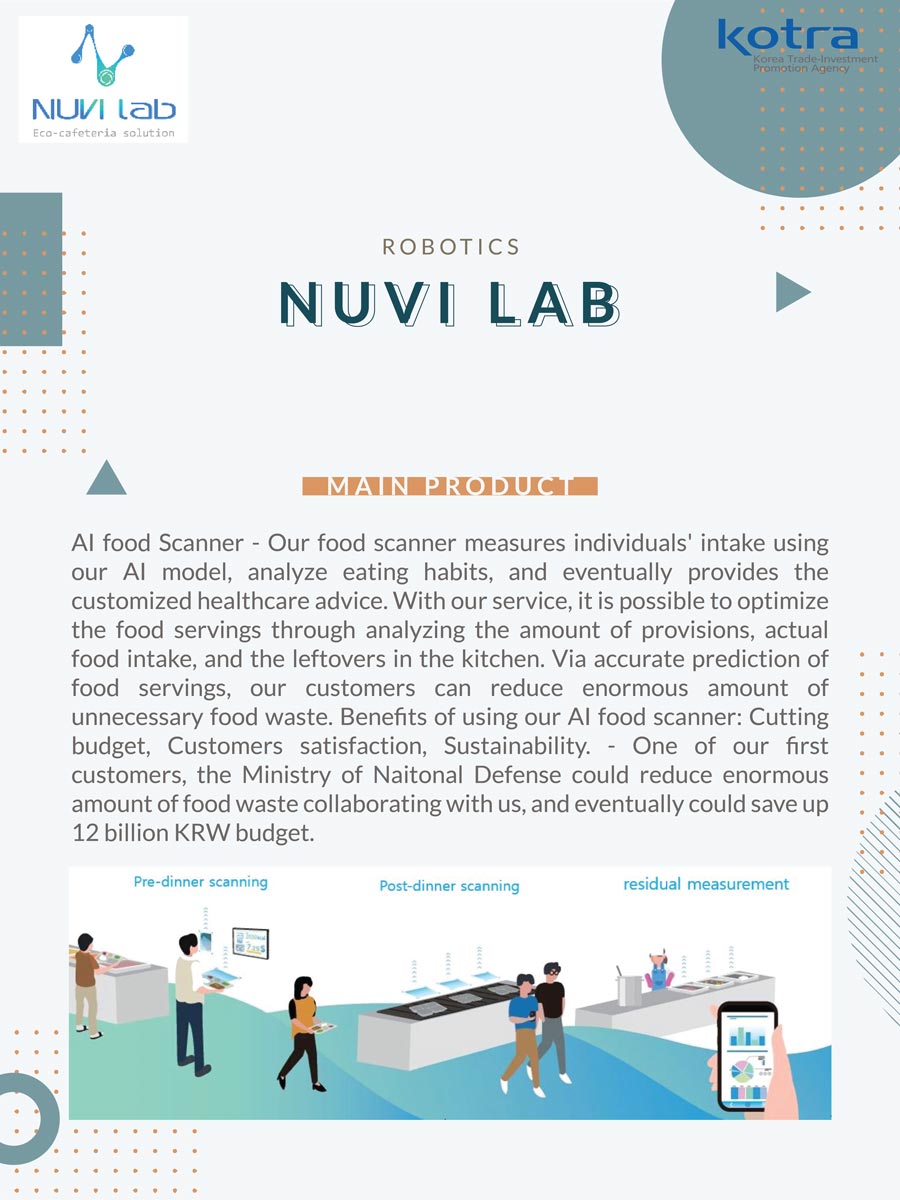 NUVI Lab
Eco-cafeteria solution
kotra
Korea Trade-Investment
Promotion Agency
ROBOTICS
NUVI LAB
MAIN PRODUCT
AI food Scanner - Our food scanner measures individuals' intake using
our AI model, analyze eating habits, and eventually provides the
customized healthcare advice. With our service, it is possible to optimize
the food servings through analyzing the amount of provisions, actual
food intake, and the leftovers in the kitchen. Via accurate prediction of
food servings, our customers can reduce enormous amount of
unnecessary food waste. Benefits of using our AI food scanner: Cutting
budget, Customers satisfaction, Sustainability. - One of our first
customers, the Ministry of Naitonal Defense could reduce enormous
amount of food waste collaborating with us, and eventually could save up
12 billion KRW budget.
Pre-dinner scanning
Post-dinner scanning
residual measurement